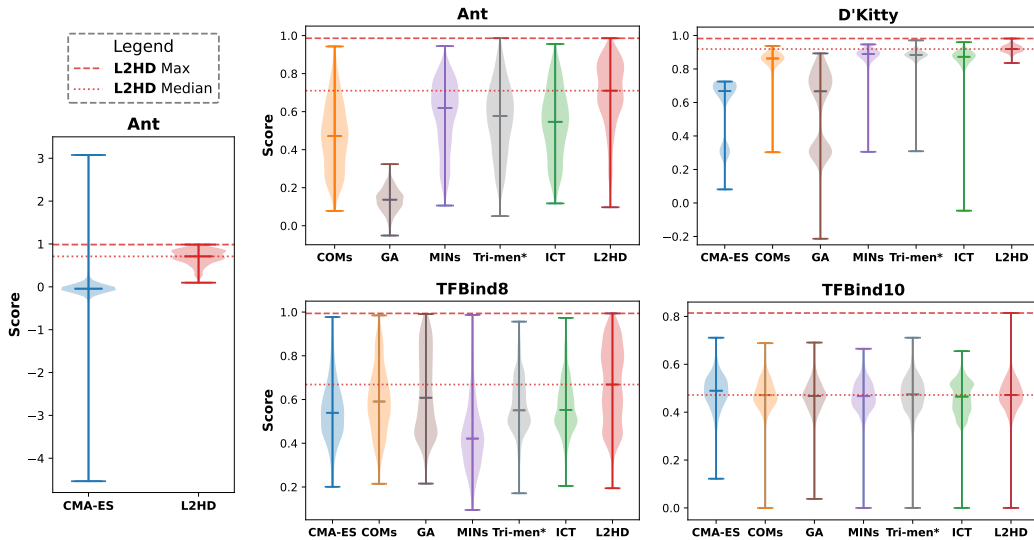 Legend
L2HD Max
L2HD Median
Ant
Score
3
2
1
0
−1
−2
−3
−4
CMA-ES L2HD
Ant
Score
1.0
0.8
0.6
0.4
0.2
0.0
COMs GA MINs Tri-men* ICT L2HD
D'Kitty
1.0
0.8
0.6
0.4
0.2
0.0
−0.2
CMA-ES COMs GA MINs Tri-men* ICT L2HD
TFBind8
Score
1.0
0.8
0.6
0.4
0.2
CMA-ES COMs GA MINs Tri-men* ICT L2HD
TFBind10
0.8
0.6
0.4
0.2
0.0
CMA-ES COMs GA MINs Tri-men* ICT L2HD